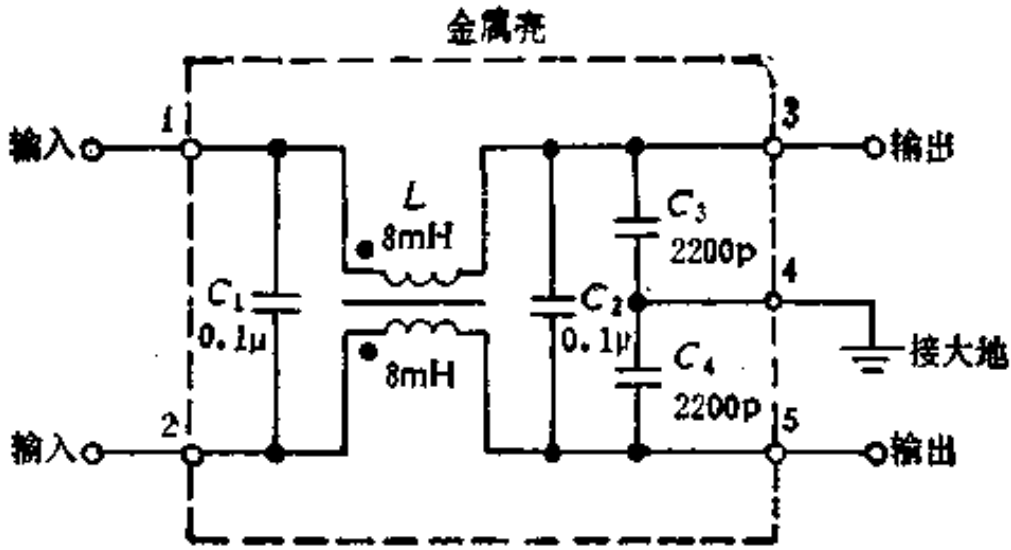 金属壳
1
3
输入
输出
L
8mH
C₃
2200p
4
C₁
0.1μ
C₂
0.1μ
接大地
8mH
C₄
2200p
2
5
输入
输出